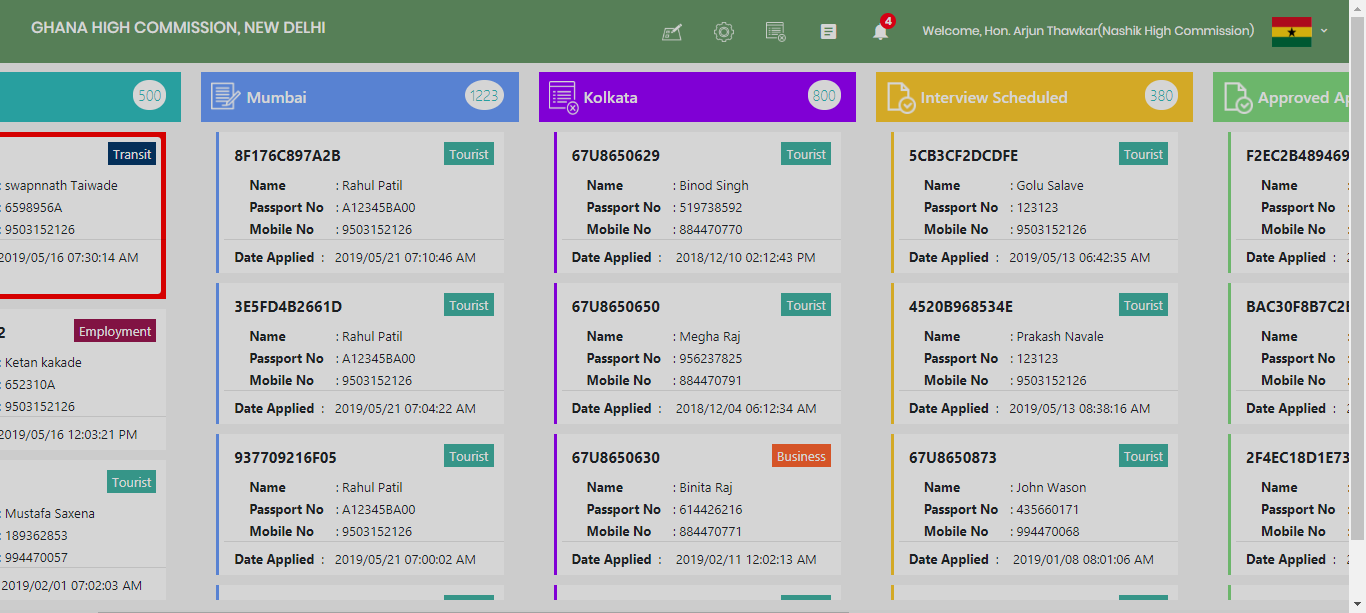 GHANA HIGH COMMISSION, NEW DELHI
4
Welcome, Hon. Arjun Thawkar(Nashik High Commission)
500
Transit
: swapnnath Taiwade
: 6598956A
: 9503152126
2019/05/16 07:30:14 AM
2
Employment
: Ketan kakade
: 652310A
: 9503152126
2019/05/16 12:03:21 PM
Tourist
: Mustafa Saxena
: 189362853
: 994470057
2019/02/01 07:02:03 AM
Mumbai
1223
8F176C897A2B
Tourist
Name : Rahul Patil
Passport No : A12345BA00
Mobile No : 9503152126
Date Applied : 2019/05/21 07:10:46 AM
3E5FD4B2661D
Tourist
Name : Rahul Patil
Passport No : A12345BA00
Mobile No : 9503152126
Date Applied : 2019/05/21 07:04:22 AM
937709216F05
Tourist
Name : Rahul Patil
Passport No : A12345BA00
Mobile No : 9503152126
Date Applied : 2019/05/21 07:00:02 AM
Kolkata
800
67U8650629
Tourist
Name : Binod Singh
Passport No : 519738592
Mobile No : 884470770
Date Applied : 2018/12/10 02:12:43 PM
67U8650650
Tourist
Name : Megha Raj
Passport No : 956237825
Mobile No : 884470791
Date Applied : 2018/12/04 06:12:34 AM
67U8650630
Business
Name : Binita Raj
Passport No : 614426216
Mobile No : 884470771
Date Applied : 2019/02/11 12:02:13 AM
Interview Scheduled
380
5CB3CF2DCDFE
Tourist
Name : Golu Salave
Passport No : 123123
Mobile No : 9503152126
Date Applied : 2019/05/13 06:42:35 AM
4520B968534E
Tourist
Name : Prakash Navale
Passport No : 123123
Mobile No : 9503152126
Date Applied : 2019/05/13 08:38:16 AM
67U8650873
Tourist
Name : John Wason
Passport No : 435660171
Mobile No : 994470068
Date Applied : 2019/01/08 08:01:06 AM
Approved Ap
F2EC2B489469
Name :
Passport No :
Mobile No :
Date Applied : 2
BAC30F8B7C2
Name :
Passport No :
Mobile No :
Date Applied : 2
2F4EC18D1E73
Name :
Passport No :
Mobile No :
Date Applied : 2